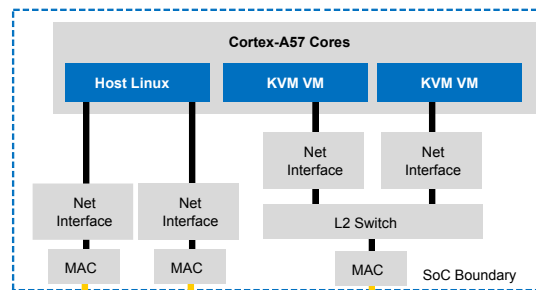 Cortex-A57 Cores
Host Linux
KVM VM
KVM VM
Net
Interface
Net
Interface
Net
Interface
Net
Interface
L2 Switch
MAC
MAC
MAC
SoC Boundary